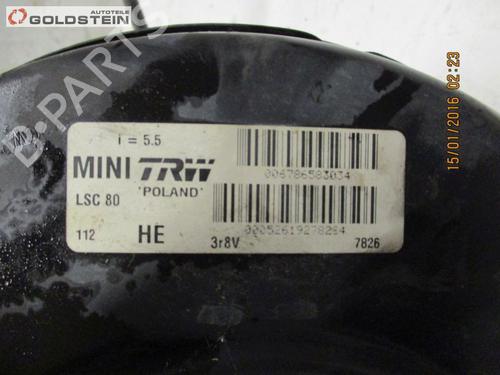 AUTOTEILE
GOLDSTEIN
B-PARTS
i = 5.5
MINI TRW
006786583034
LSC 80 'POLAND'
00052619278284
112 HE 3r8V 7826
15/01/2016 02:23